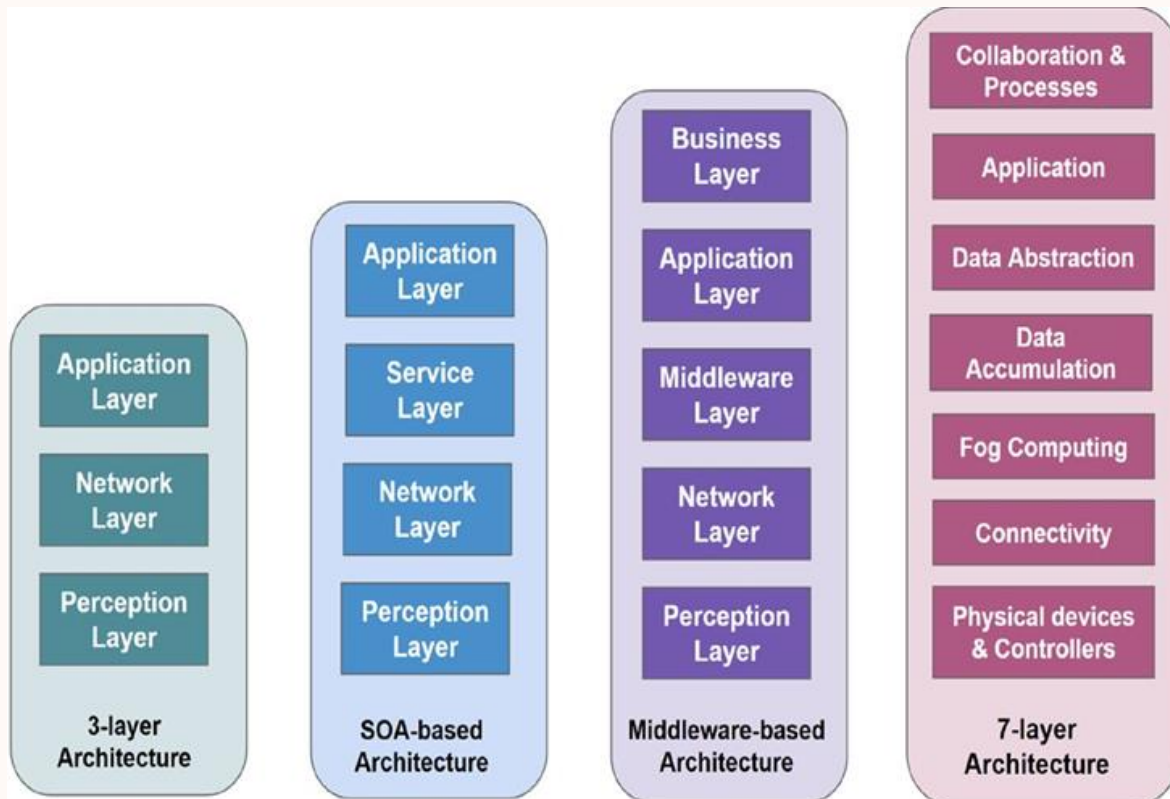 Application
Layer
Network
Layer
Perception
Layer
3-layer
Architecture
Application
Layer
Service
Layer
Network
Layer
Perception
Layer
SOA-based
Architecture
Business
Layer
Application
Layer
Middleware
Layer
Network
Layer
Perception
Layer
Middleware-based
Architecture
Collaboration &
Processes
Application
Data Abstraction
Data
Accumulation
Fog Computing
Connectivity
Physical devices
& Controllers
7-layer
Architecture